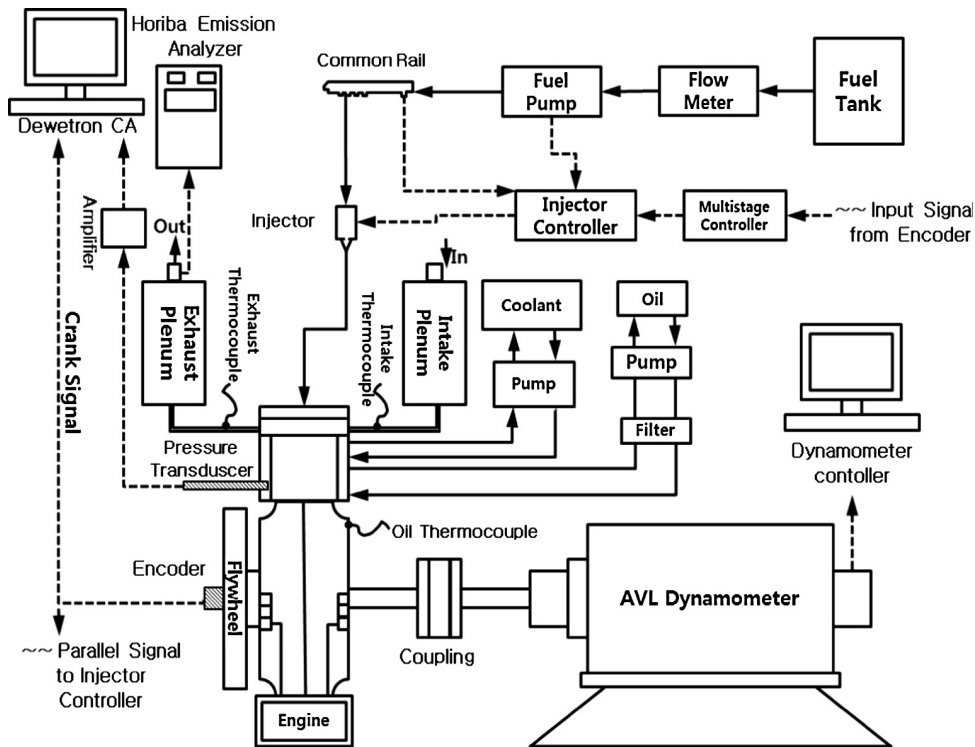 Horiba Emission
Analyzer
Dewetron CA
Common Rail
Fuel
Pump
Flow
Meter
Fuel
Tank
Amplifier
Out
Injector
Injector
Controller
Multistage
Controller
~~ Input Signal
from Encoder
In
Exhaust
Plenum
Exhaust
Thermocouple
Intake
Thermocouple
Intake
Plenum
Coolant
Pump
Oil
Pump
Filter
Crank Signal
Pressure
Transduscer
Dynamometer
contoller
Oil Thermocouple
Encoder
Flywheel
Coupling
AVL Dynamometer
~~ Parallel Signal
to Injector
Controller
Engine